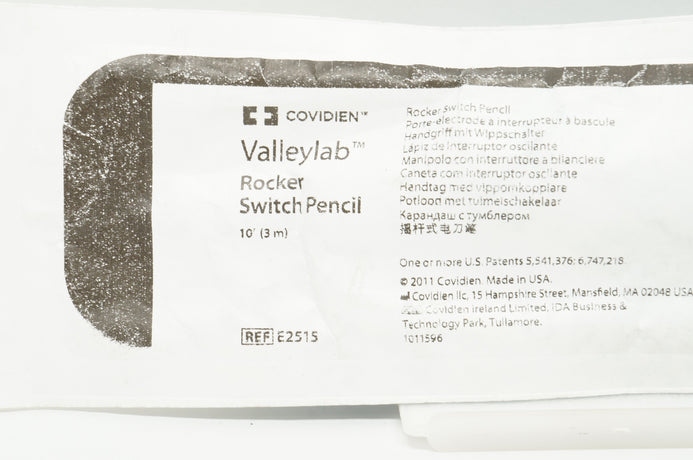 COVIDIEN™
Valleylab™
Rocker
Switch Pencil
10' (3 m)
REF E2515
Rocker Switch Pencil
Porte-électrode à interrupteur à bascule
Handgriff mit Wippschalter
Lápiz de interruptor oscilante
Manipolo con interruttore a bilanciere
Caneta com interruptor oscilante
Handtag med vippomkopplare
Potlood met tuimelschakelaar
Карандаш с тумблером
摇杆式电刀笔
One or more U.S. Patents 5,541,376; 6,747,218.
© 2011 Covidien. Made in USA.
Covidien llc, 15 Hampshire Street, Mansfield, MA 02048 USA
Covidien Ireland Limited, IDA Business &
Technology Park, Tullamore.
1011596